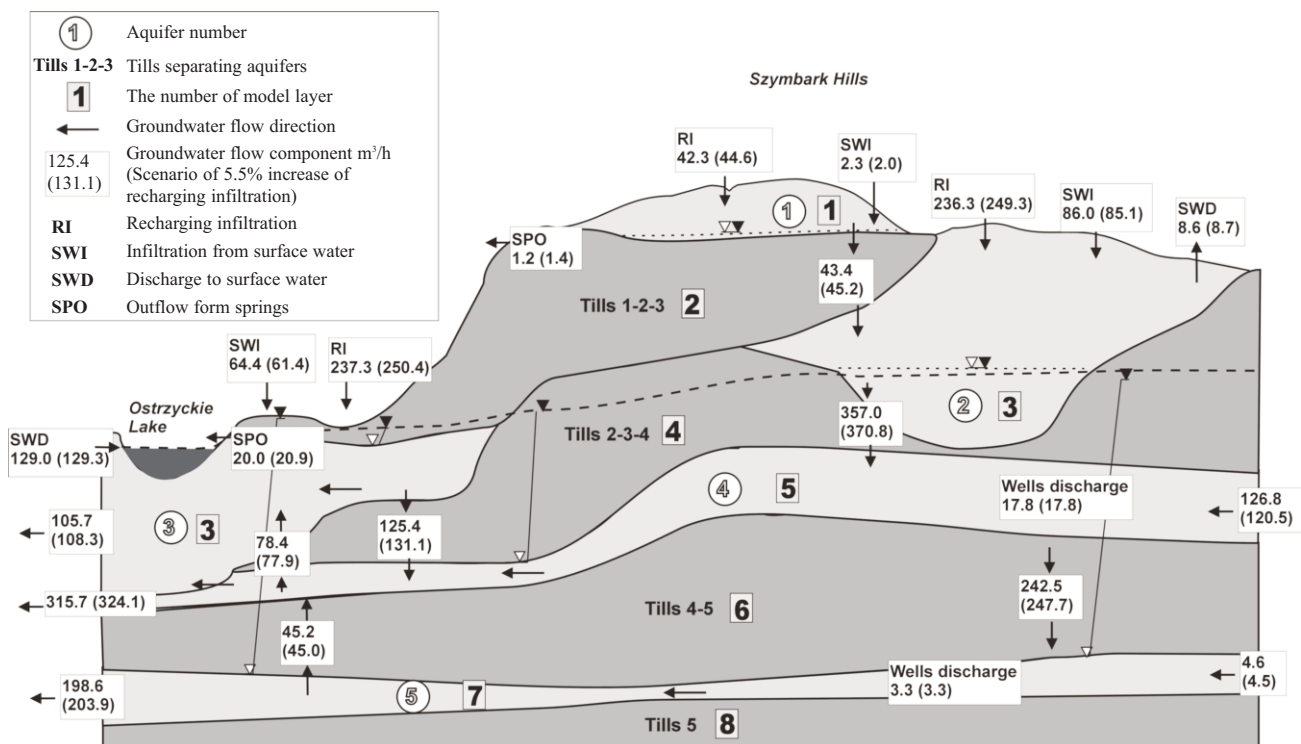 1 Aquifer number
Tills 1-2-3 Tills separating aquifers
1 The number of model layer
Groundwater flow direction
125.4
(131.1)
Groundwater flow component m³/h
(Scenario of 5.5% increase of
recharging infiltration)
RI Recharging infiltration
SWI Infiltration from surface water
SWD Discharge to surface water
SPO Outflow form springs
Szymbark Hills
RI
42.3 (44.6)
SWI
2.3 (2.0)
RI
236.3 (249.3)
SWI
86.0 (85.1)
SWD
8.6 (8.7)
1 1
SPO
1.2 (1.4)
43.4
(45.2)
Tills 1-2-3 2
SWI
64.4 (61.4)
RI
237.3 (250.4)
Ostrzyckie
Lake
SWD
129.0 (129.3)
SPO
20.0 (20.9)
Tills 2-3-4 4
357.0
(370.8)
2 3
4 5
Wells discharge
17.8 (17.8)
126.8
(120.5)
105.7
(108.3)
3 3
78.4
(77.9)
125.4
(131.1)
315.7 (324.1)
Tills 4-5 6
242.5
(247.7)
45.2
(45.0)
198.6
(203.9)
5 7
Wells discharge
3.3 (3.3)
4.6
(4.5)
Tills 5 8